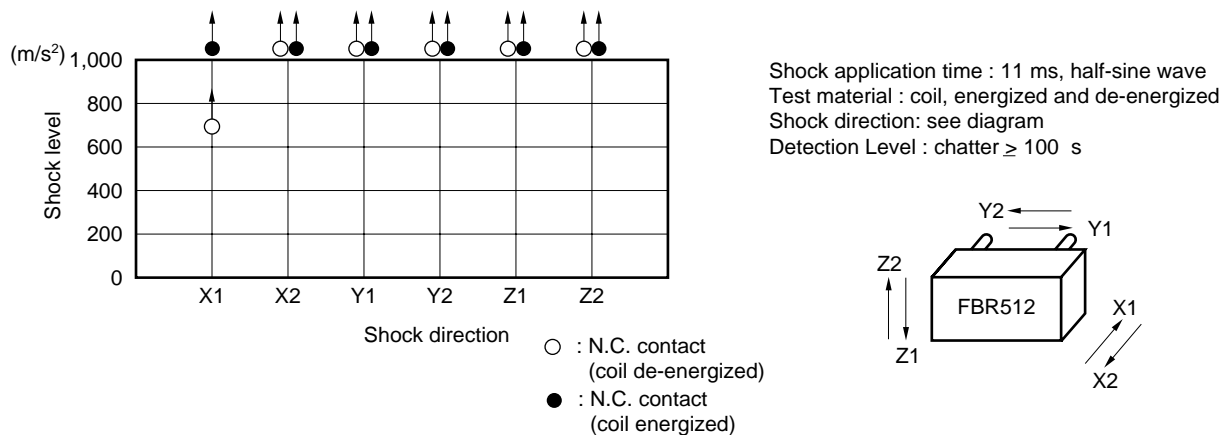 (m/s²)
1,000
800
600
400
200
0
Shock level
X1 X2 Y1 Y2 Z1 Z2
Shock direction
○ : N.C. contact
(coil de-energized)
● : N.C. contact
(coil energized)
Shock application time : 11 ms, half-sine wave
Test material : coil, energized and de-energized
Shock direction: see diagram
Detection Level : chatter ≥ 100 s
Y2
Y1
Z2
Z1
FBR512
X1
X2